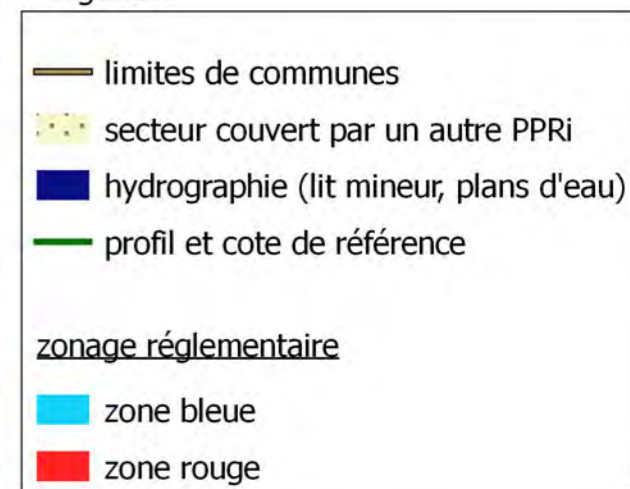 limites de communes
secteur couvert par un autre PPRi
hydrographie (lit mineur, plans d'eau)
profil et cote de référence
zonage réglementaire
zone bleue
zone rouge